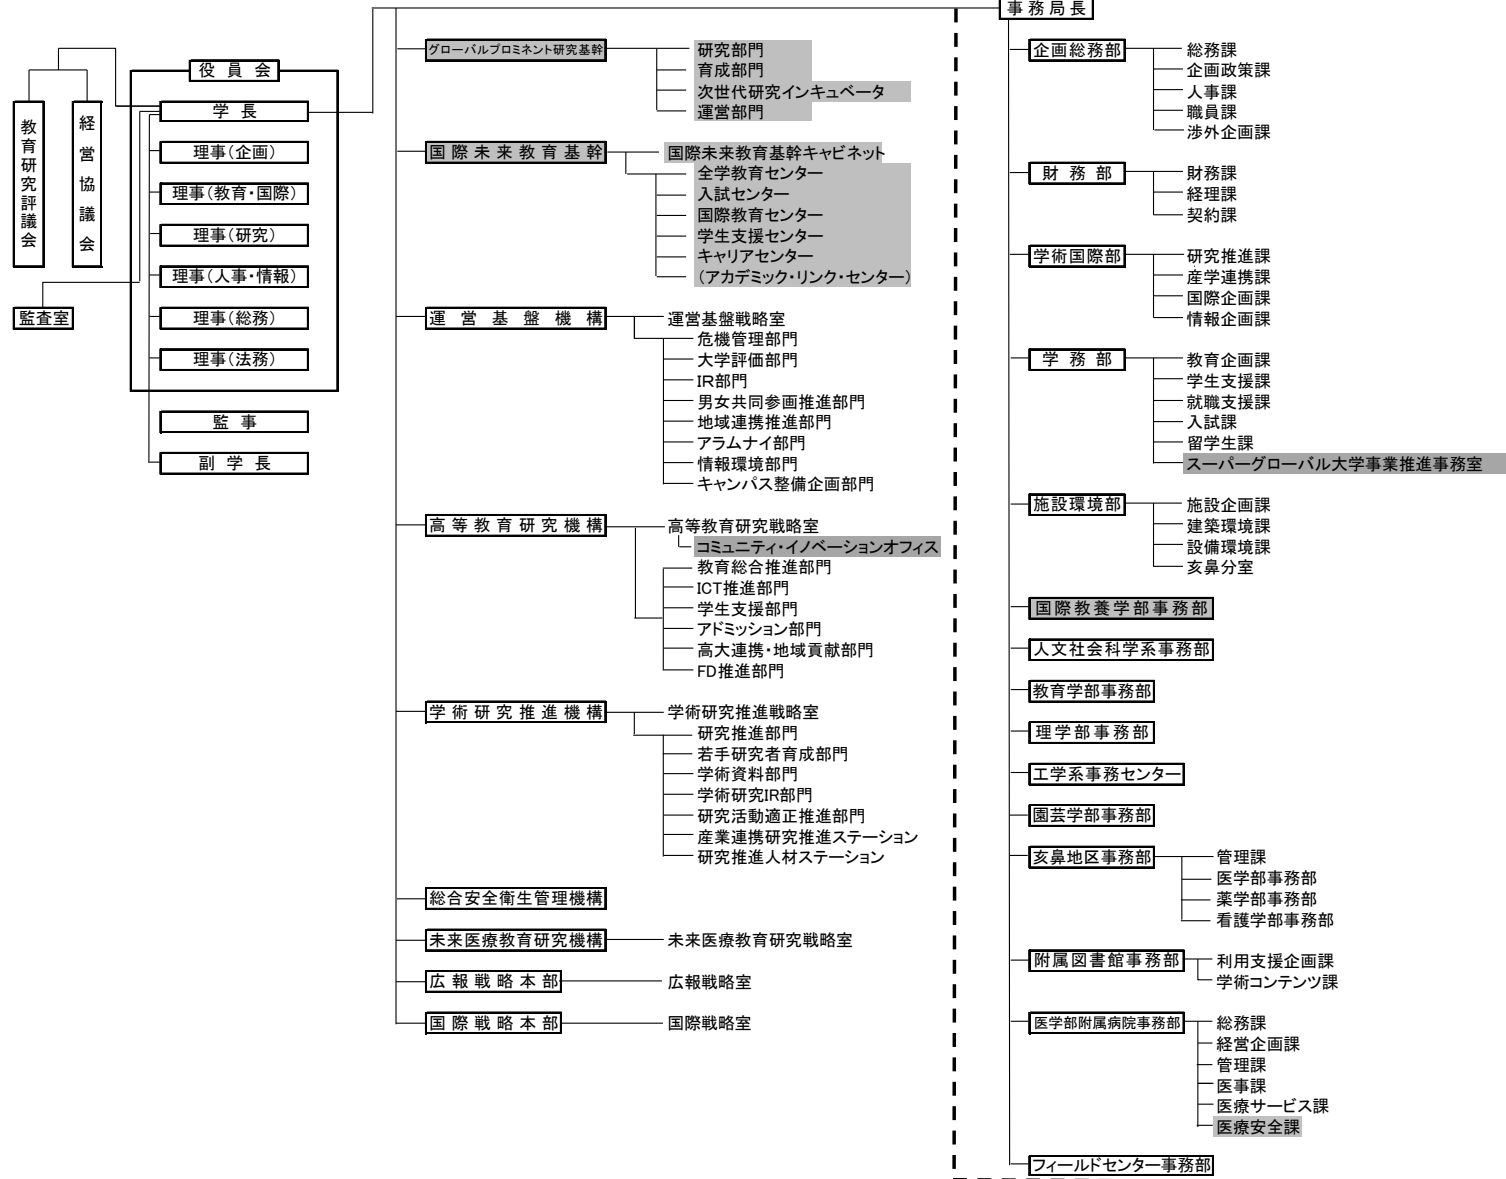 役員会
学長
理事（企画）
理事（教育・国際）
理事（研究）
理事（人事・情報）
理事（総務）
理事（法務）
監事
副学長
教育研究評議会
経営協議会
監査室
グローバルプロミネント研究基幹
研究部門
育成部門
次世代研究インキュベータ
運営部門
国際未来教育基幹
国際未来教育基幹キャビネット
全学教育センター
入試センター
国際教育センター
学生支援センター
キャリアセンター
（アカデミック・リンク・センター）
運営基盤機構
運営基盤戦略室
危機管理部門
大学評価部門
IR部門
男女共同参画推進部門
地域連携推進部門
アラムナイ部門
情報環境部門
キャンパス整備企画部門
高等教育研究機構
高等教育研究戦略室
コミュニティ・イノベーションオフィス
教育総合推進部門
ICT推進部門
学生支援部門
アドミッション部門
高大連携・地域貢献部門
FD推進部門
学術研究推進機構
学術研究推進戦略室
研究推進部門
若手研究者育成部門
学術資料部門
学術研究IR部門
研究活動適正推進部門
産業連携研究推進ステーション
研究推進人材ステーション
総合安全衛生管理機構
未来医療教育研究機構
未来医療教育研究戦略室
広報戦略本部
広報戦略室
国際戦略本部
国際戦略室
事務局長
企画総務部
総務課
企画政策課
人事課
職員課
渉外企画課
財務部
財務課
経理課
契約課
学術国際部
研究推進課
産学連携課
国際企画課
情報企画課
学務部
教育企画課
学生支援課
就職支援課
入試課
留学生課
スーパーグローバル大学事業推進事務室
施設環境部
施設企画課
建築環境課
設備環境課
亥鼻分室
国際教養学部事務部
人文社会科学系事務部
教育学部事務部
理学部事務部
工学系事務センター
園芸学部事務部
亥鼻地区事務部
管理課
医学部事務部
薬学部事務部
看護学部事務部
附属図書館事務部
利用支援企画課
学術コンテンツ課
医学部附属病院事務部
総務課
経営企画課
管理課
医事課
医療サービス課
医療安全課
フィールドセンター事務部